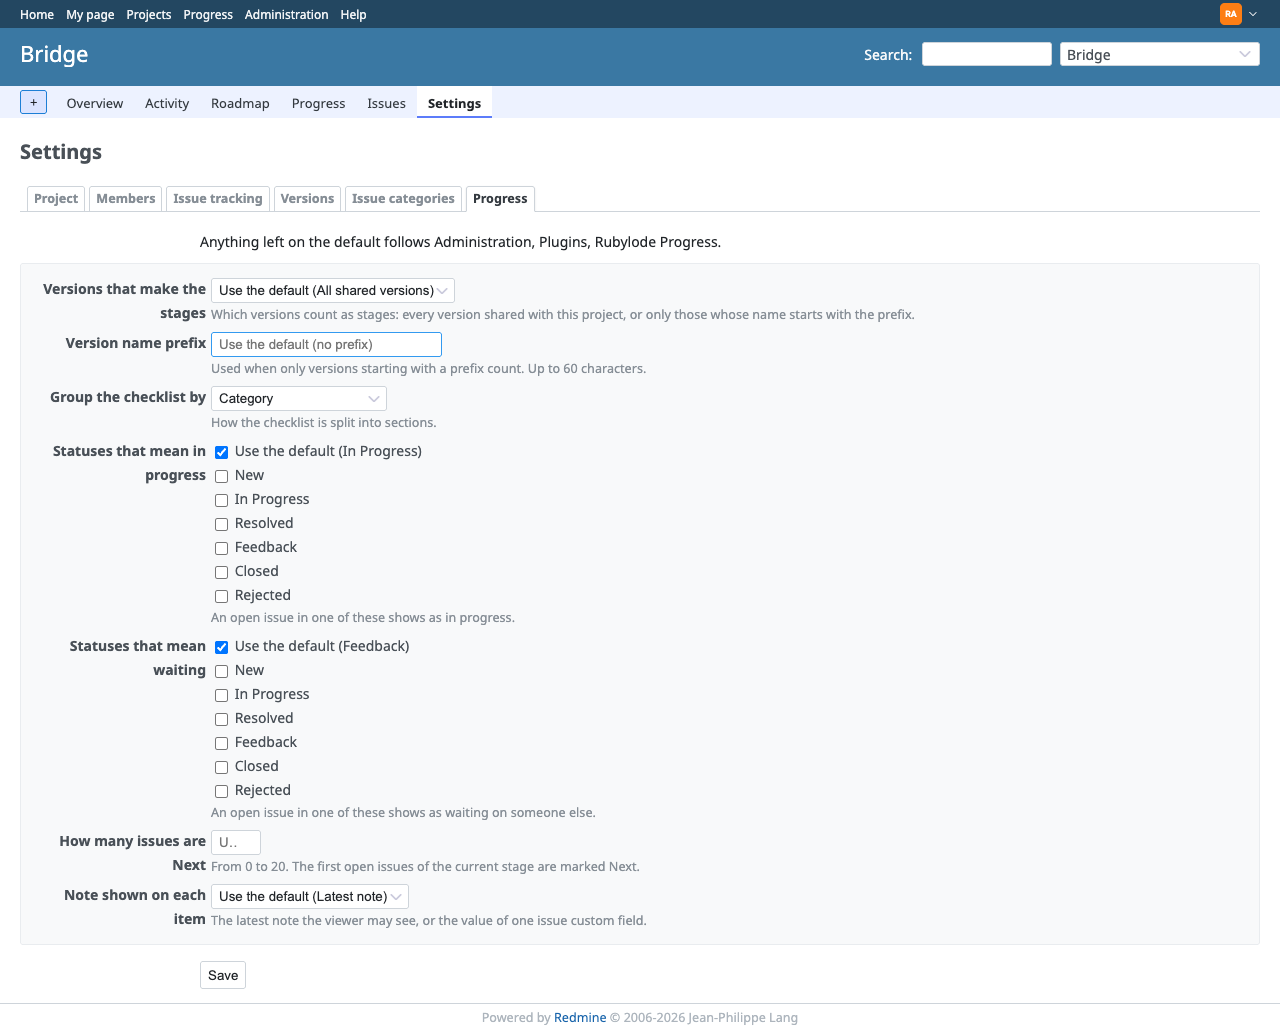 Home My page Projects Progress Administration Help RA
Bridge Search: Bridge
+ Overview Activity Roadmap Progress Issues Settings
Settings
Project Members Issue tracking Versions Issue categories Progress
Anything left on the default follows Administration, Plugins, Rubylode Progress.
Versions that make the stages Use the default (All shared versions)
Which versions count as stages: every version shared with this project, or only those whose name starts with the prefix.
Version name prefix Use the default (no prefix)
Used when only versions starting with a prefix count. Up to 60 characters.
Group the checklist by Category
How the checklist is split into sections.
Statuses that mean in progress Use the default (In Progress)
New
In Progress
Resolved
Feedback
Closed
Rejected
An open issue in one of these shows as in progress.
Statuses that mean waiting Use the default (Feedback)
New
In Progress
Resolved
Feedback
Closed
Rejected
An open issue in one of these shows as waiting on someone else.
How many issues are Next U..
From 0 to 20. The first open issues of the current stage are marked Next.
Note shown on each item Use the default (Latest note)
The latest note the viewer may see, or the value of one issue custom field.
Save
Powered by Redmine © 2006-2026 Jean-Philippe Lang